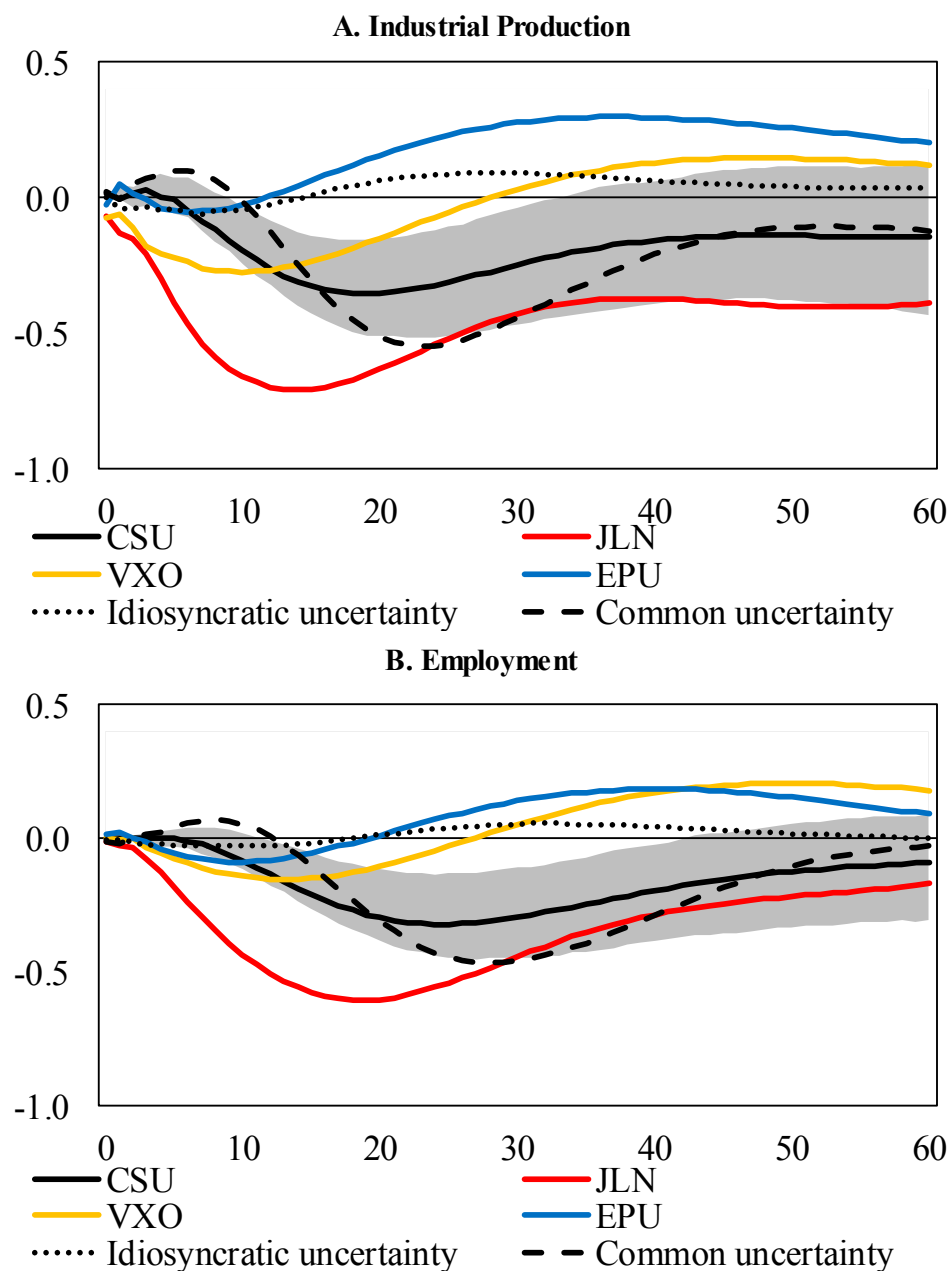 A. Industrial Production
0.5
0.0
-0.5
-1.0
0 10 20 30 40 50 60
CSU JLN
VXO EPU
Idiosyncratic uncertainty Common uncertainty
B. Employment
0.5
0.0
-0.5
-1.0
0 10 20 30 40 50 60
CSU JLN
VXO EPU
Idiosyncratic uncertainty Common uncertainty